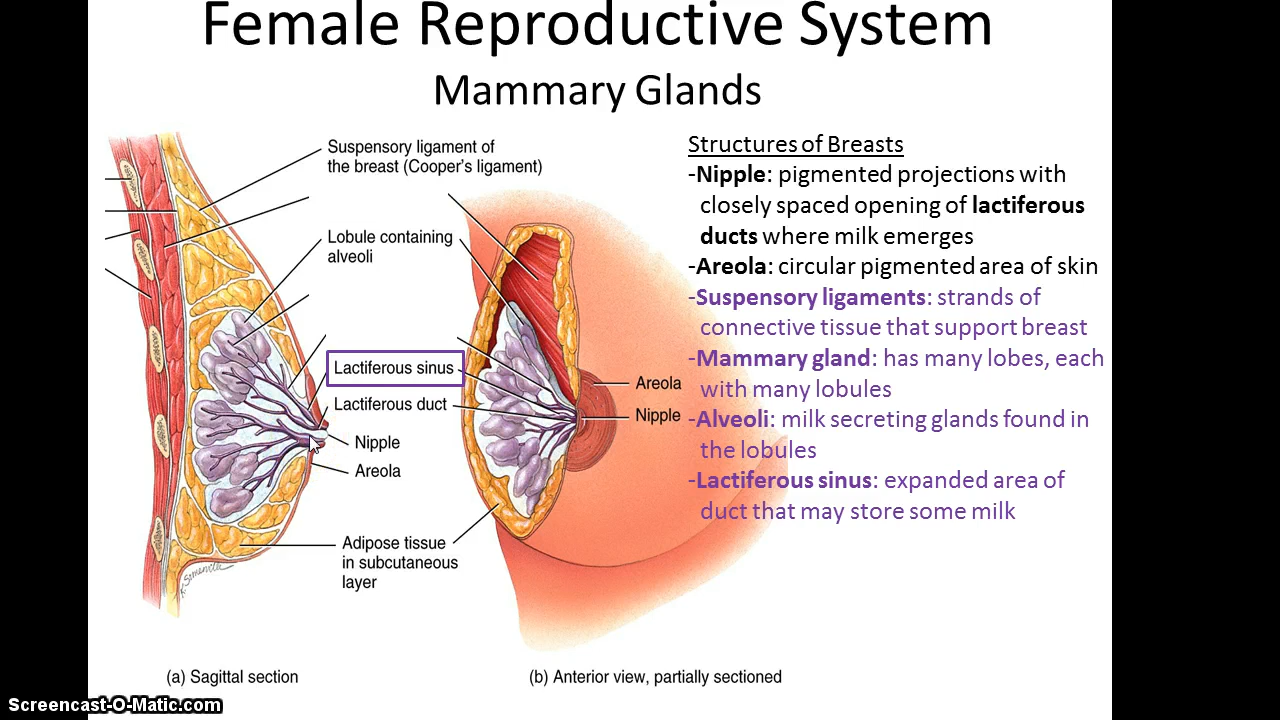 Female Reproductive System
Mammary Glands
Suspensory ligament of
the breast (Cooper's ligament)
Lobule containing
alveoli
Lactiferous sinus
Lactiferous duct
Nipple
Areola
Adipose tissue
in subcutaneous
layer
Areola
Nipple
(a) Sagittal section
(b) Anterior view, partially sectioned
Structures of Breasts
-Nipple: pigmented projections with
closely spaced opening of lactiferous
ducts where milk emerges
-Areola: circular pigmented area of skin
-Suspensory ligaments: strands of
connective tissue that support breast
-Mammary gland: has many lobes, each
with many lobules
-Alveoli: milk secreting glands found in
the lobules
-Lactiferous sinus: expanded area of
duct that may store some milk
Screencast-O-Matic.com